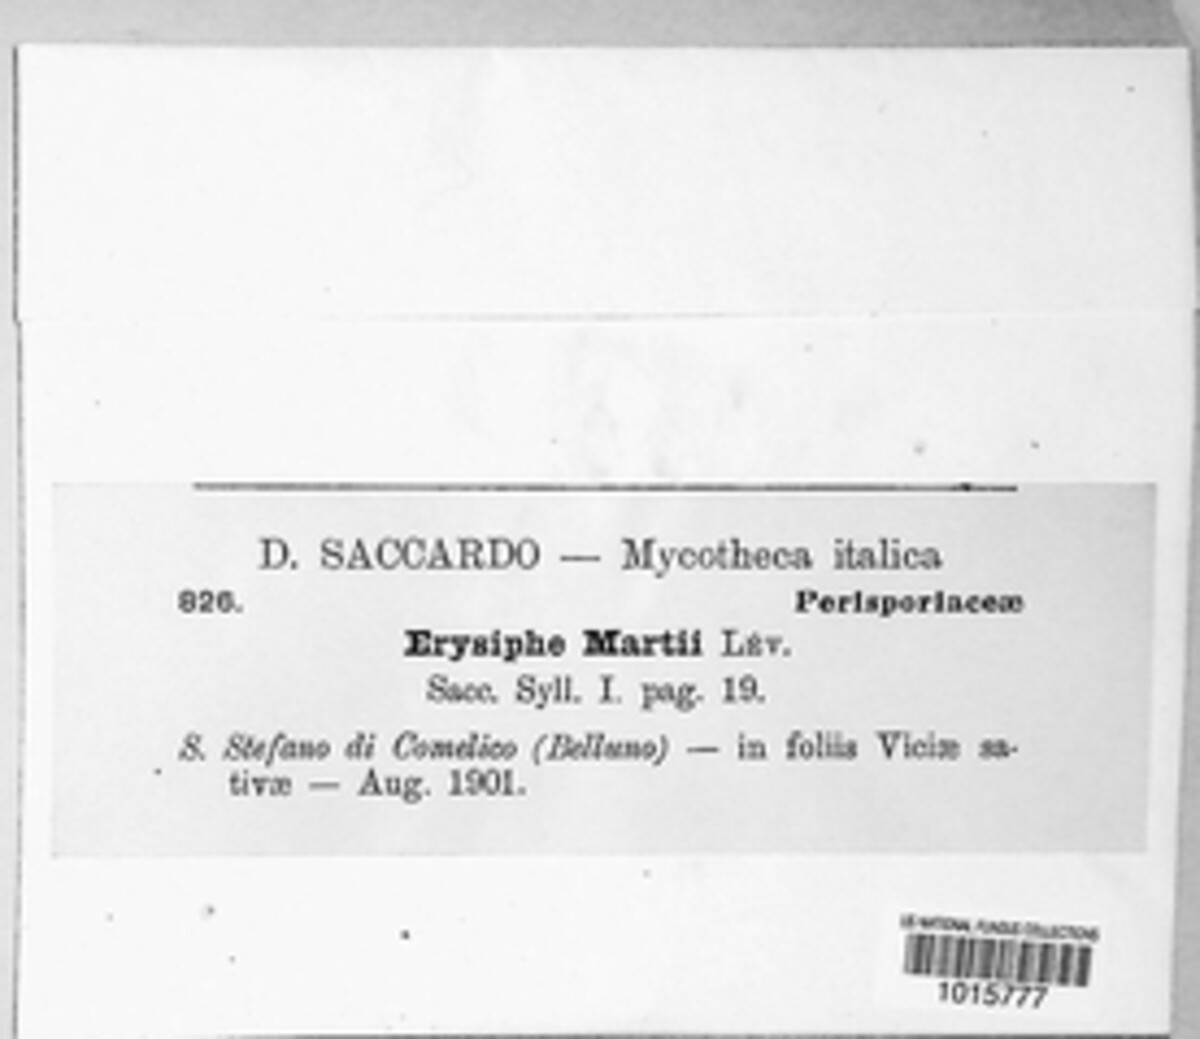 D. SACCARDO — Mycotheca italica
826. Perisporiaceæ
Erysiphe Martii Lév.
Sacc. Syll. I. pag. 19.
S. Stefano di Comelico (Belluno) — in foliis Viciæ sa-
tivæ — Aug. 1901.
US NATIONAL FUNGUS COLLECTIONS
1015777